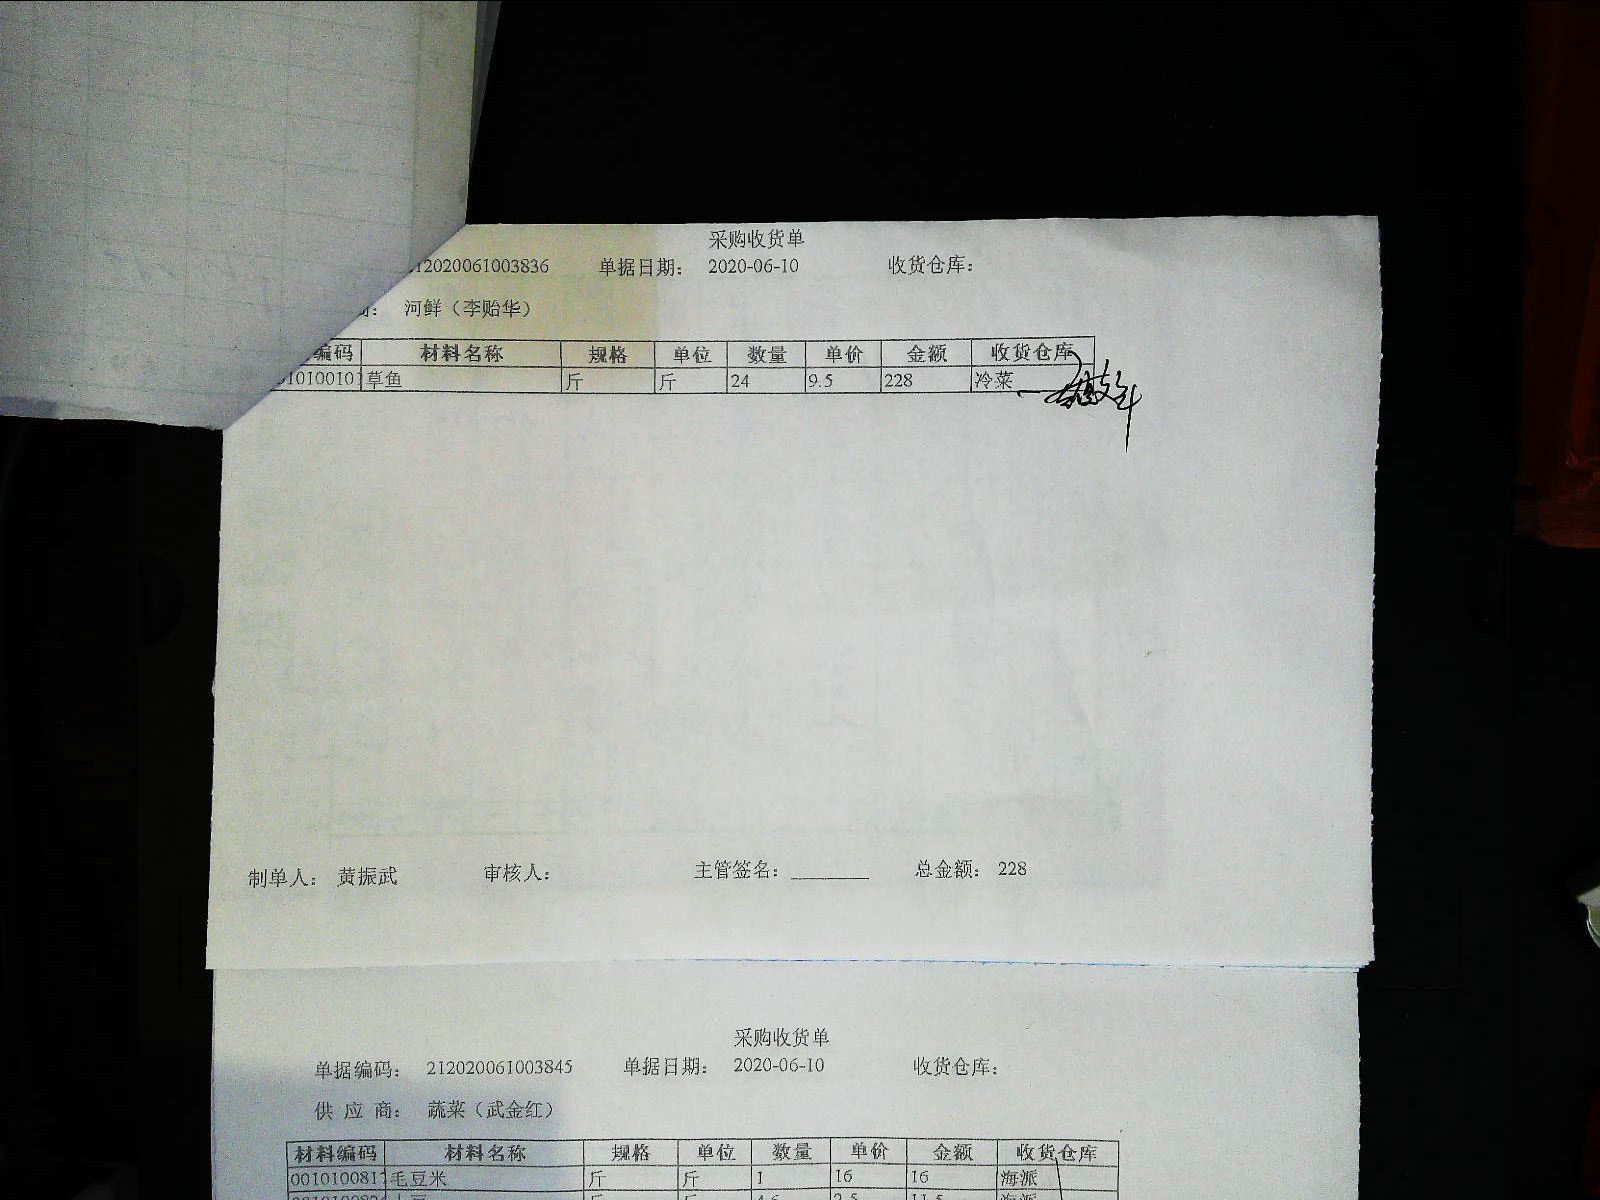 采购收货单
12020061003836 单据日期： 2020-06-10 收货仓库：
： 河鲜（李贻华）
编码 材料名称 规格 单位 数量 单价 金额 收货仓库
10100101 草鱼 斤 斤 24 9.5 228 冷菜
制单人： 黄振武 审核人： 主管签名：________ 总金额： 228
采购收货单
单据编码： 212020061003845 单据日期： 2020-06-10 收货仓库：
供 应 商： 蔬菜（武金红）
材料编码 材料名称 规格 单位 数量 单价 金额 收货仓库
001010081 毛豆米 斤 斤 1 16 16 海派